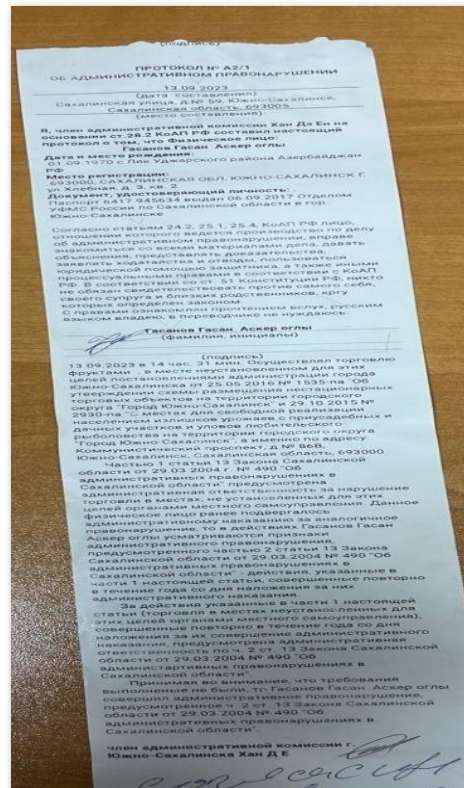 (подпись)
ПРОТОКОЛ № А2/1
ОБ АДМИНИСТРАТИВНОМ ПРАВОНАРУШЕНИИ
13.09.2023
(дата составления)
Сахалинская улица, д.№ 59, Южно-Сахалинск,
Сахалинская область, 693005
(место составления)
Я, член административной комиссии Хан Дэ Ен на
основании ст.28.2 КоАП РФ составил настоящий
протокол о том, что Физическое лицо:
Гасанов Гасан Аскер оглы
Дата и место рождения:
01.09.1970 с.Лак Уджарского района Азербайджан
РФ
Место регистрации:
693000, САХАЛИНСКАЯ ОБЛ, ЮЖНО-САХАЛИНСК Г,
ул Хлебная, д. 3, кв. 2
Документ, удостоверяющий личность:
Паспорт 6417 945634 выдан 06.09.2017 Отделом
УФМС России по Сахалинской области в гор
Южно-Сахалинске
Согласно статьям 24.2, 25.1, 25.4, КоАП РФ лицо,
отношении которого ведется производство по делу
об административном правонарушении, вправе
знакомиться со всеми материалами дела, давать
объяснения, представлять доказательства,
заявлять ходатайства и отводы, пользоваться
юридической помощью защитника, а также иными
процессуальными правами в соответствии с КоАП
РФ. В соответствии со ст. 51 Конституции РФ, никто
не обязан свидетельствовать против самого себя,
своего супруга и близких родственников, кругу
которых определен законом.
С правами ознакомлен прочтением вслух, русским
языком владею, в переводчике не нуждаюсь:
Гасанов Гасан Аскер оглы
(фамилия, инициалы)
(подпись)
13.09.2023 в 14 час. 31 мин. Осуществлял торговлю
фруктами в месте неустановленном для этих
целей постановлениями администрации города
Южно-Сахалинска от 25.05.2016 № 1535-па "Об
утверждении схемы размещения нестационарных
торговых объектов на территории городского
округа "Город Южно-Сахалинск" и 29.10.2015 №
2930-па "О местах для свободной реализации
населением излишков урожаев с приусадебных и
дачных участков и уловов любительского
рыболовства на территории городского округа
"Город Южно-Сахалинск", а именно по адресу
Коммунистический проспект, д № 86В,
Южно-Сахалинск, Сахалинская область, 693000.
Частью 1 статьи 13 Закона Сахалинской
области от 29.03.2004 г. № 490 "Об
административных правонарушениях в
Сахалинской области" предусмотрена
административная ответственность за нарушение
торговли в местах, не установленных для этих
целей органами местного самоуправления. Данное
физическое лицо ранее подвергалось
административному наказанию за аналогичное
правонарушение, то в действиях Гасанов Гасан
Аскер оглы усматриваются признаки
административного правонарушения,
предусмотренного частью 2 статьи 13 Закона
Сахалинской области от 29.03.2004 № 490 "Об
административных правонарушениях в
Сахалинской области" - действия, указанные в
части 1 настоящей статьи, совершенные повторно
в течение года со дня наложения за них
административного наказания.
За действия указанные в части 1 настоящей
статьи (торговля в местах неустановленных для
этих целей органами местного самоуправления),
совершенные повторно в течение года со дня
наложения за их совершение административного
наказания, предусмотрена административная
ответственность по ч. 2 ст. 13 Закона Сахалинской
области от 29.03.2004 № 490 "Об
административных правонарушениях в
Сахалинской области".
Принимая во внимание, что требования
выполненые не были, тп Гасанов Гасан Аскер оглы
совершил административное правонарушение,
предусмотренное ч. 2 ст. 13 Закона Сахалинской
области от 29.03.2004 № 490 "Об
административных правонарушениях в
Сахалинской области".
член административной комиссии г.
Южно-Сахалинска Хан Д Е